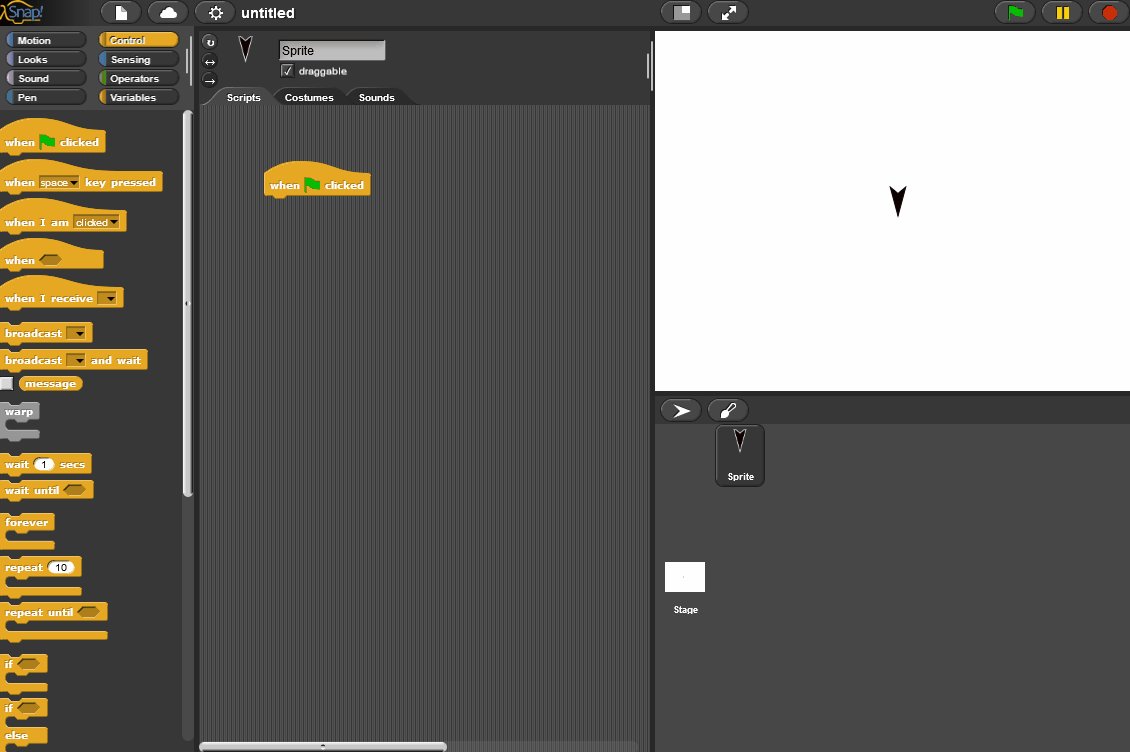 Snap!
untitled
Motion
Control
Looks
Sensing
Sound
Operators
Pen
Variables
Sprite
draggable
Scripts
Costumes
Sounds
when clicked
when space key pressed
when I am clicked
when
when I receive
broadcast
broadcast and wait
message
warp
wait 1 secs
wait until
forever
repeat 10
repeat until
if
if
else
when clicked
Sprite
Stage